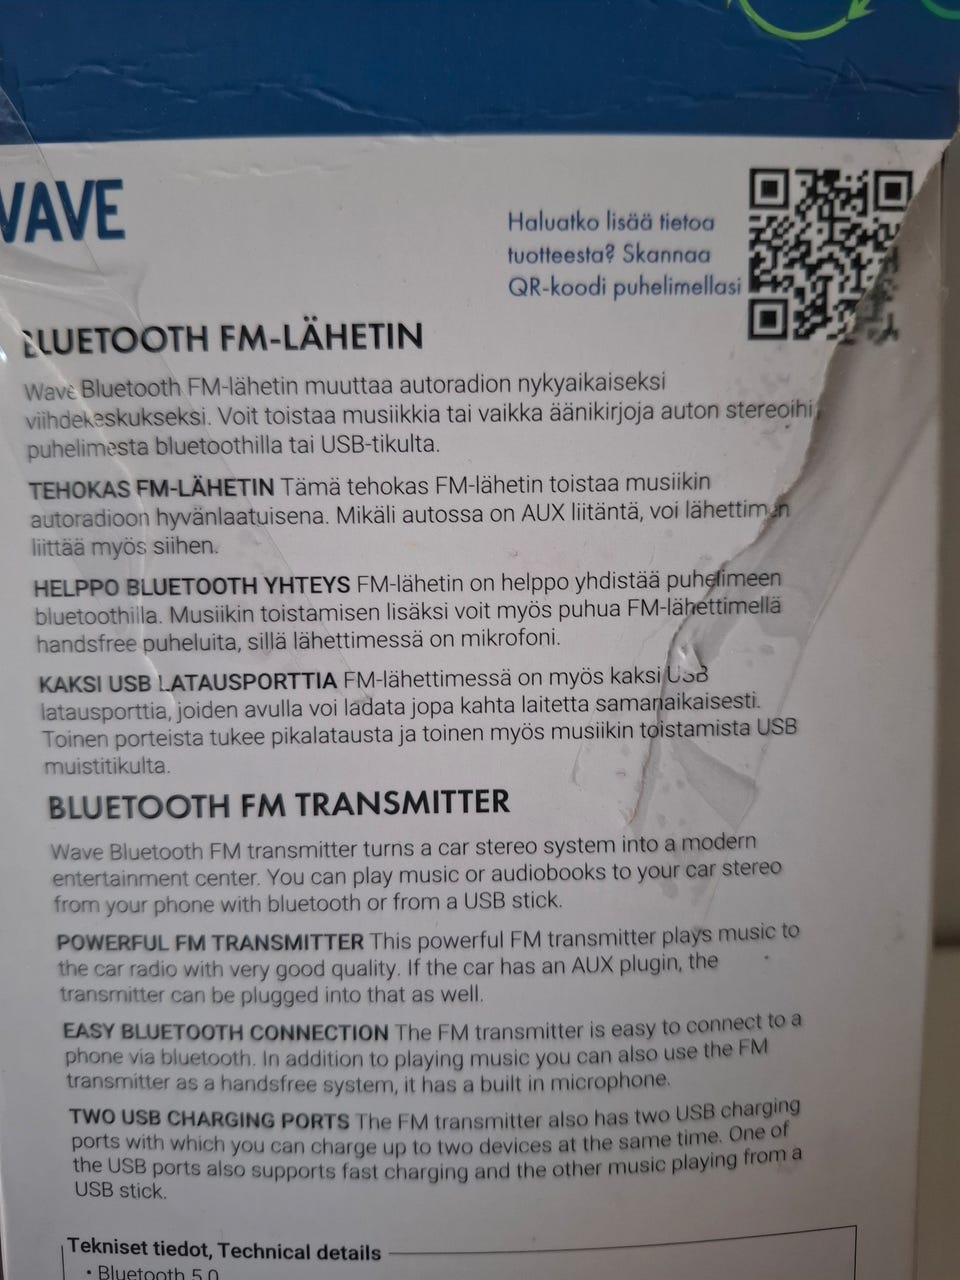 WAVE
Haluatko lisää tietoa
tuotteesta? Skannaa
QR-koodi puhelimellasi
BLUETOOTH FM-LÄHETIN
Wave Bluetooth FM-lähetin muuttaa autoradion nykyaikaiseksi
viihdekeskukseksi. Voit toistaa musiikkia tai vaikka äänikirjoja auton stereoihi
puhelimesta bluetoothilla tai USB-tikulta.
TEHOKAS FM-LÄHETIN Tämä tehokas FM-lähetin toistaa musiikin
autoradioon hyvänlaatuisena. Mikäli autossa on AUX liitäntä, voi lähettimen
liittää myös siihen.
HELPPO BLUETOOTH YHTEYS FM-lähetin on helppo yhdistää puhelimeen
bluetoothilla. Musiikin toistamisen lisäksi voit myös puhua FM-lähettimellä
handsfree puheluita, sillä lähettimessä on mikrofoni.
KAKSI USB LATAUSPORTTIA FM-lähettimessä on myös kaksi USB
latausporttia, joiden avulla voi ladata jopa kahta laitetta samanaikaisesti.
Toinen porteista tukee pikalatausta ja toinen myös musiikin toistamista USB
muistitikulta.
BLUETOOTH FM TRANSMITTER
Wave Bluetooth FM transmitter turns a car stereo system into a modern
entertainment center. You can play music or audiobooks to your car stereo
from your phone with bluetooth or from a USB stick.
POWERFUL FM TRANSMITTER This powerful FM transmitter plays music to
the car radio with very good quality. If the car has an AUX plugin, the
transmitter can be plugged into that as well.
EASY BLUETOOTH CONNECTION The FM transmitter is easy to connect to a
phone via bluetooth. In addition to playing music you can also use the FM
transmitter as a handsfree system, it has a built in microphone.
TWO USB CHARGING PORTS The FM transmitter also has two USB charging
ports with which you can charge up to two devices at the same time. One of
the USB ports also supports fast charging and the other music playing from a
USB stick.
Tekniset tiedot, Technical details
• Bluetooth 5.0